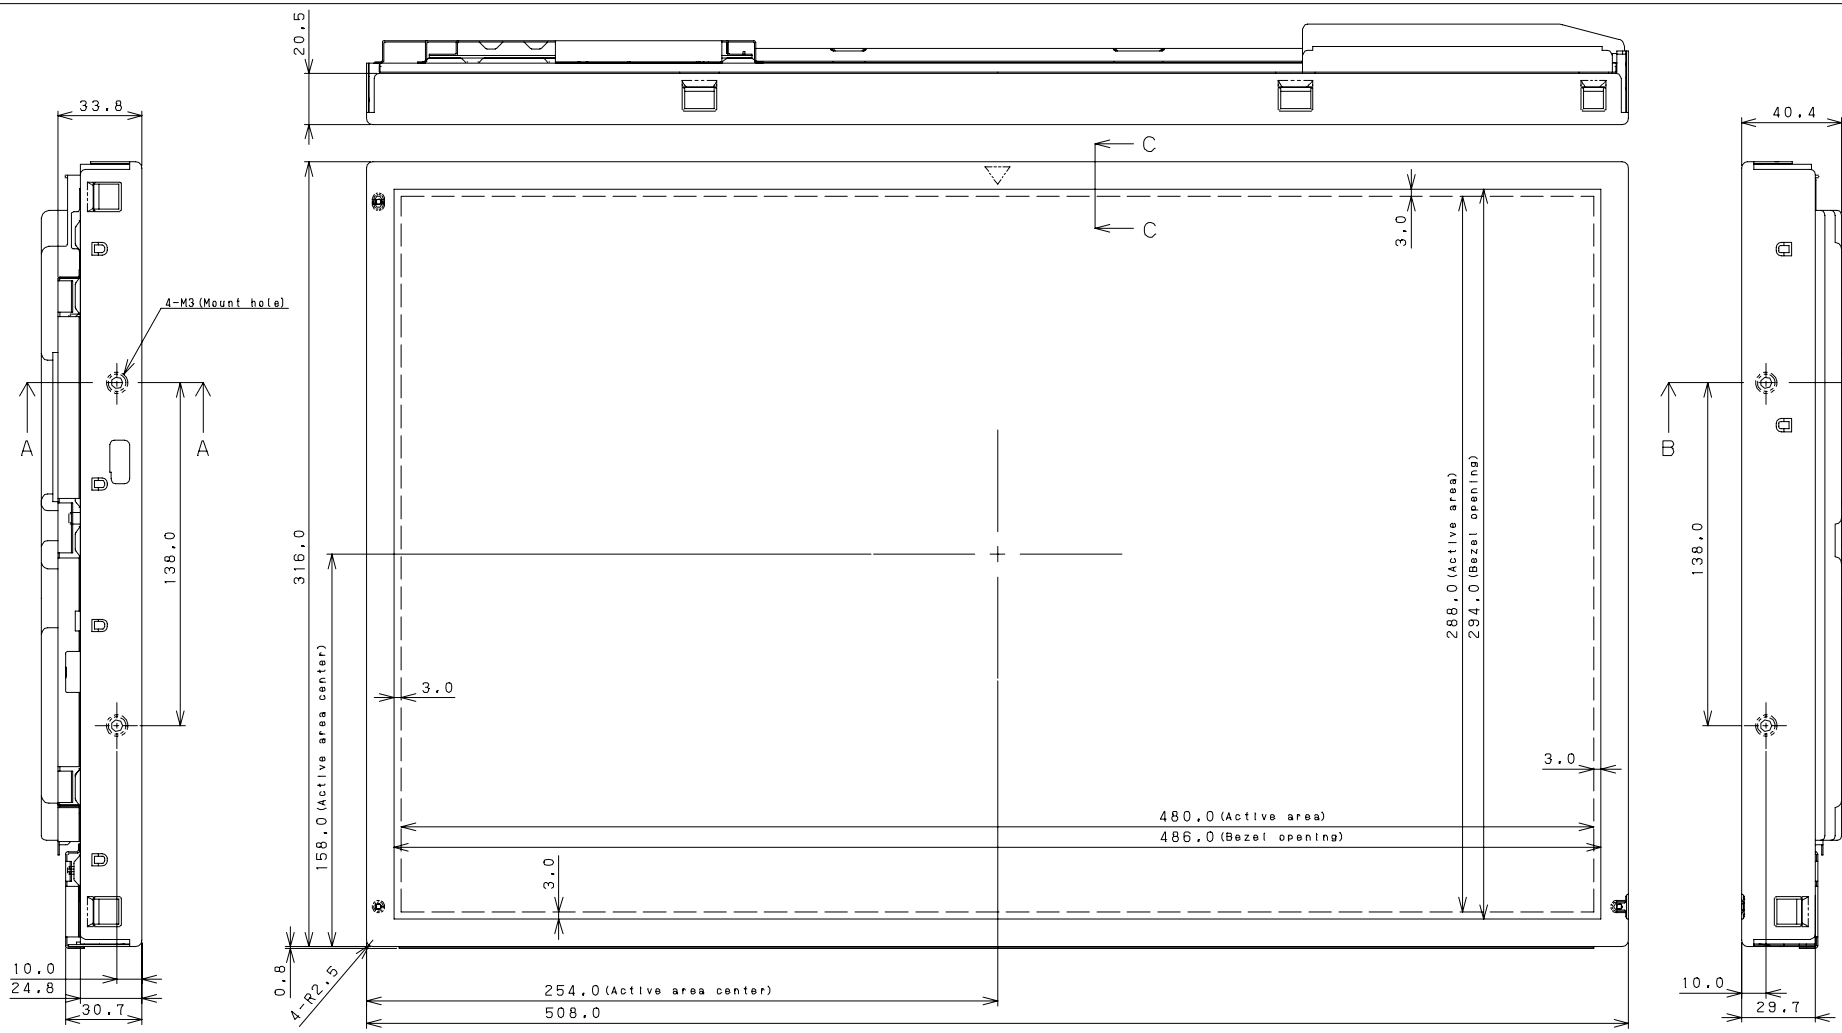 20.5
33.8
40.4
C
C
3.0
4-M3(Mount hole)
A
A
B
138.0
316.0
288.0(Active area)
294.0(Bezel opening)
138.0
158.0(Active area center)
3.0
3.0
480.0(Active area)
486.0(Bezel opening)
3.0
10.0
24.8
30.7
0.8
4-R2.5
254.0(Active area center)
508.0
10.0
29.7